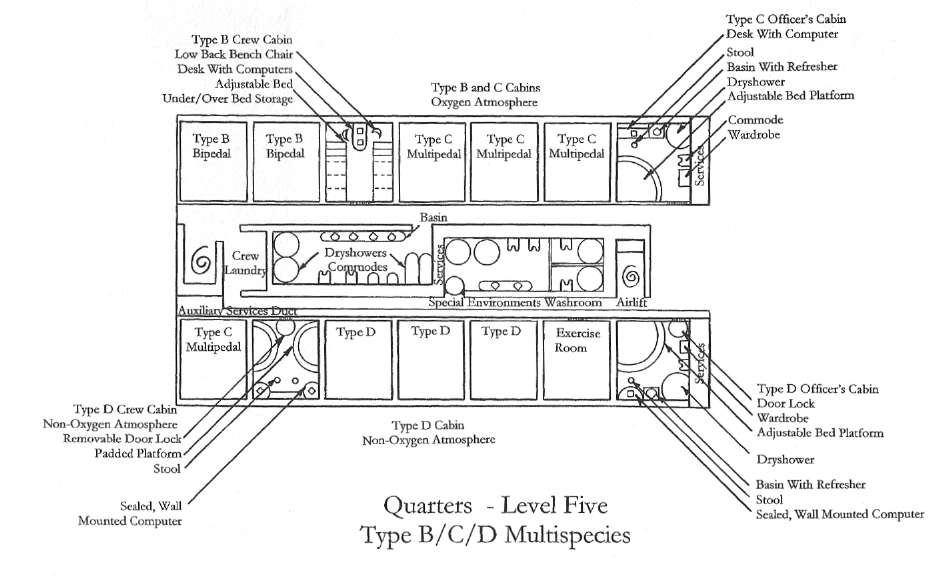 Type B Crew Cabin
Low Back Bench Chair
Desk With Computers
Adjustable Bed
Under/Over Bed Storage
Type B and C Cabins
Oxygen Atmosphere
Type C Officer's Cabin
Desk With Computer
Stool
Basin With Refresher
Dryshower
Adjustable Bed Platform
Commode
Wardrobe
Type B
Bipedal
Type B
Bipedal
Type C
Multipedal
Type C
Multipedal
Type C
Multipedal
Services
Basin
Crew
Laundry
Dryshowers
Commodes
Services
Special Environments Washroom
Airlift
Auxiliary Services Duct
Type C
Multipedal
Type D
Type D
Type D
Exercise
Room
Services
Type D Crew Cabin
Non-Oxygen Atmosphere
Removable Door Lock
Padded Platform
Stool
Sealed, Wall
Mounted Computer
Type D Cabin
Non-Oxygen Atmosphere
Type D Officer's Cabin
Door Lock
Wardrobe
Adjustable Bed Platform
Dryshower
Basin With Refresher
Stool
Sealed, Wall Mounted Computer
Quarters - Level Five
Type B/C/D Multispecies